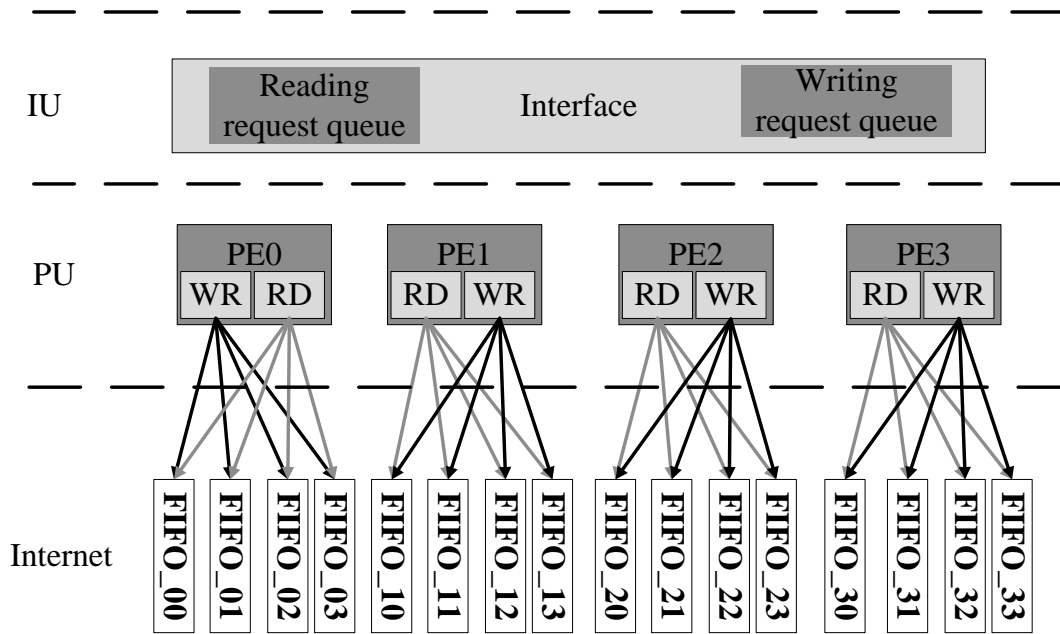 IU
Reading
request queue
Interface
Writing
request queue
PU
PE0
WR RD
PE1
RD WR
PE2
RD WR
PE3
RD WR
Internet
FIFO_00
FIFO_01
FIFO_02
FIFO_03
FIFO_10
FIFO_11
FIFO_12
FIFO_13
FIFO_20
FIFO_21
FIFO_22
FIFO_23
FIFO_30
FIFO_31
FIFO_32
FIFO_33